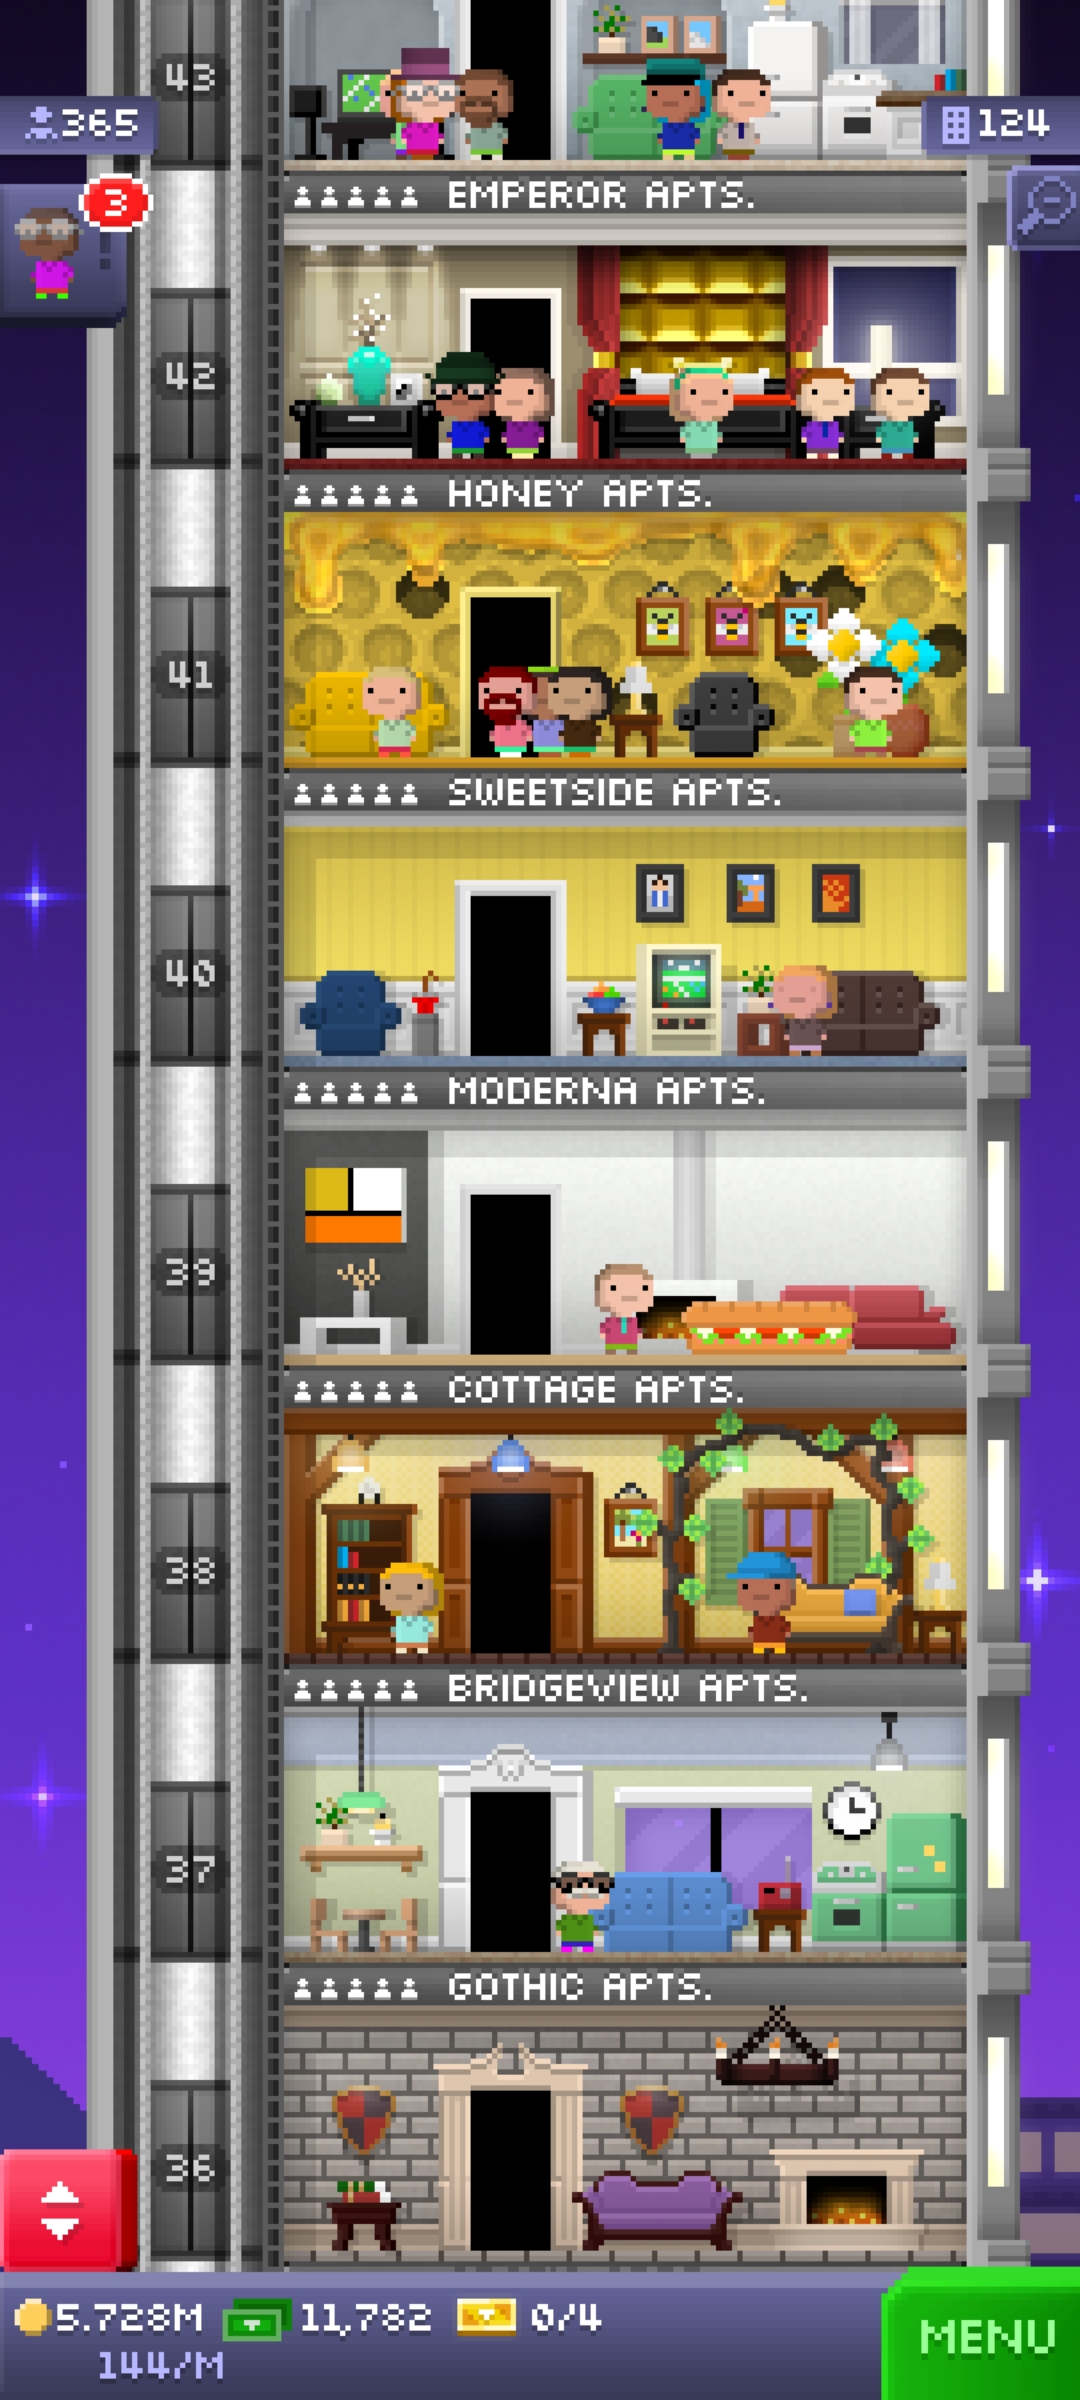 43
365
124
3
EMPEROR APTS.
42
HONEY APTS.
41
SWEETSIDE APTS.
40
MODERNA APTS.
39
COTTAGE APTS.
38
BRIDGEVIEW APTS.
37
GOTHIC APTS.
36
5.728M 11,782 0/4
144/M
MENU